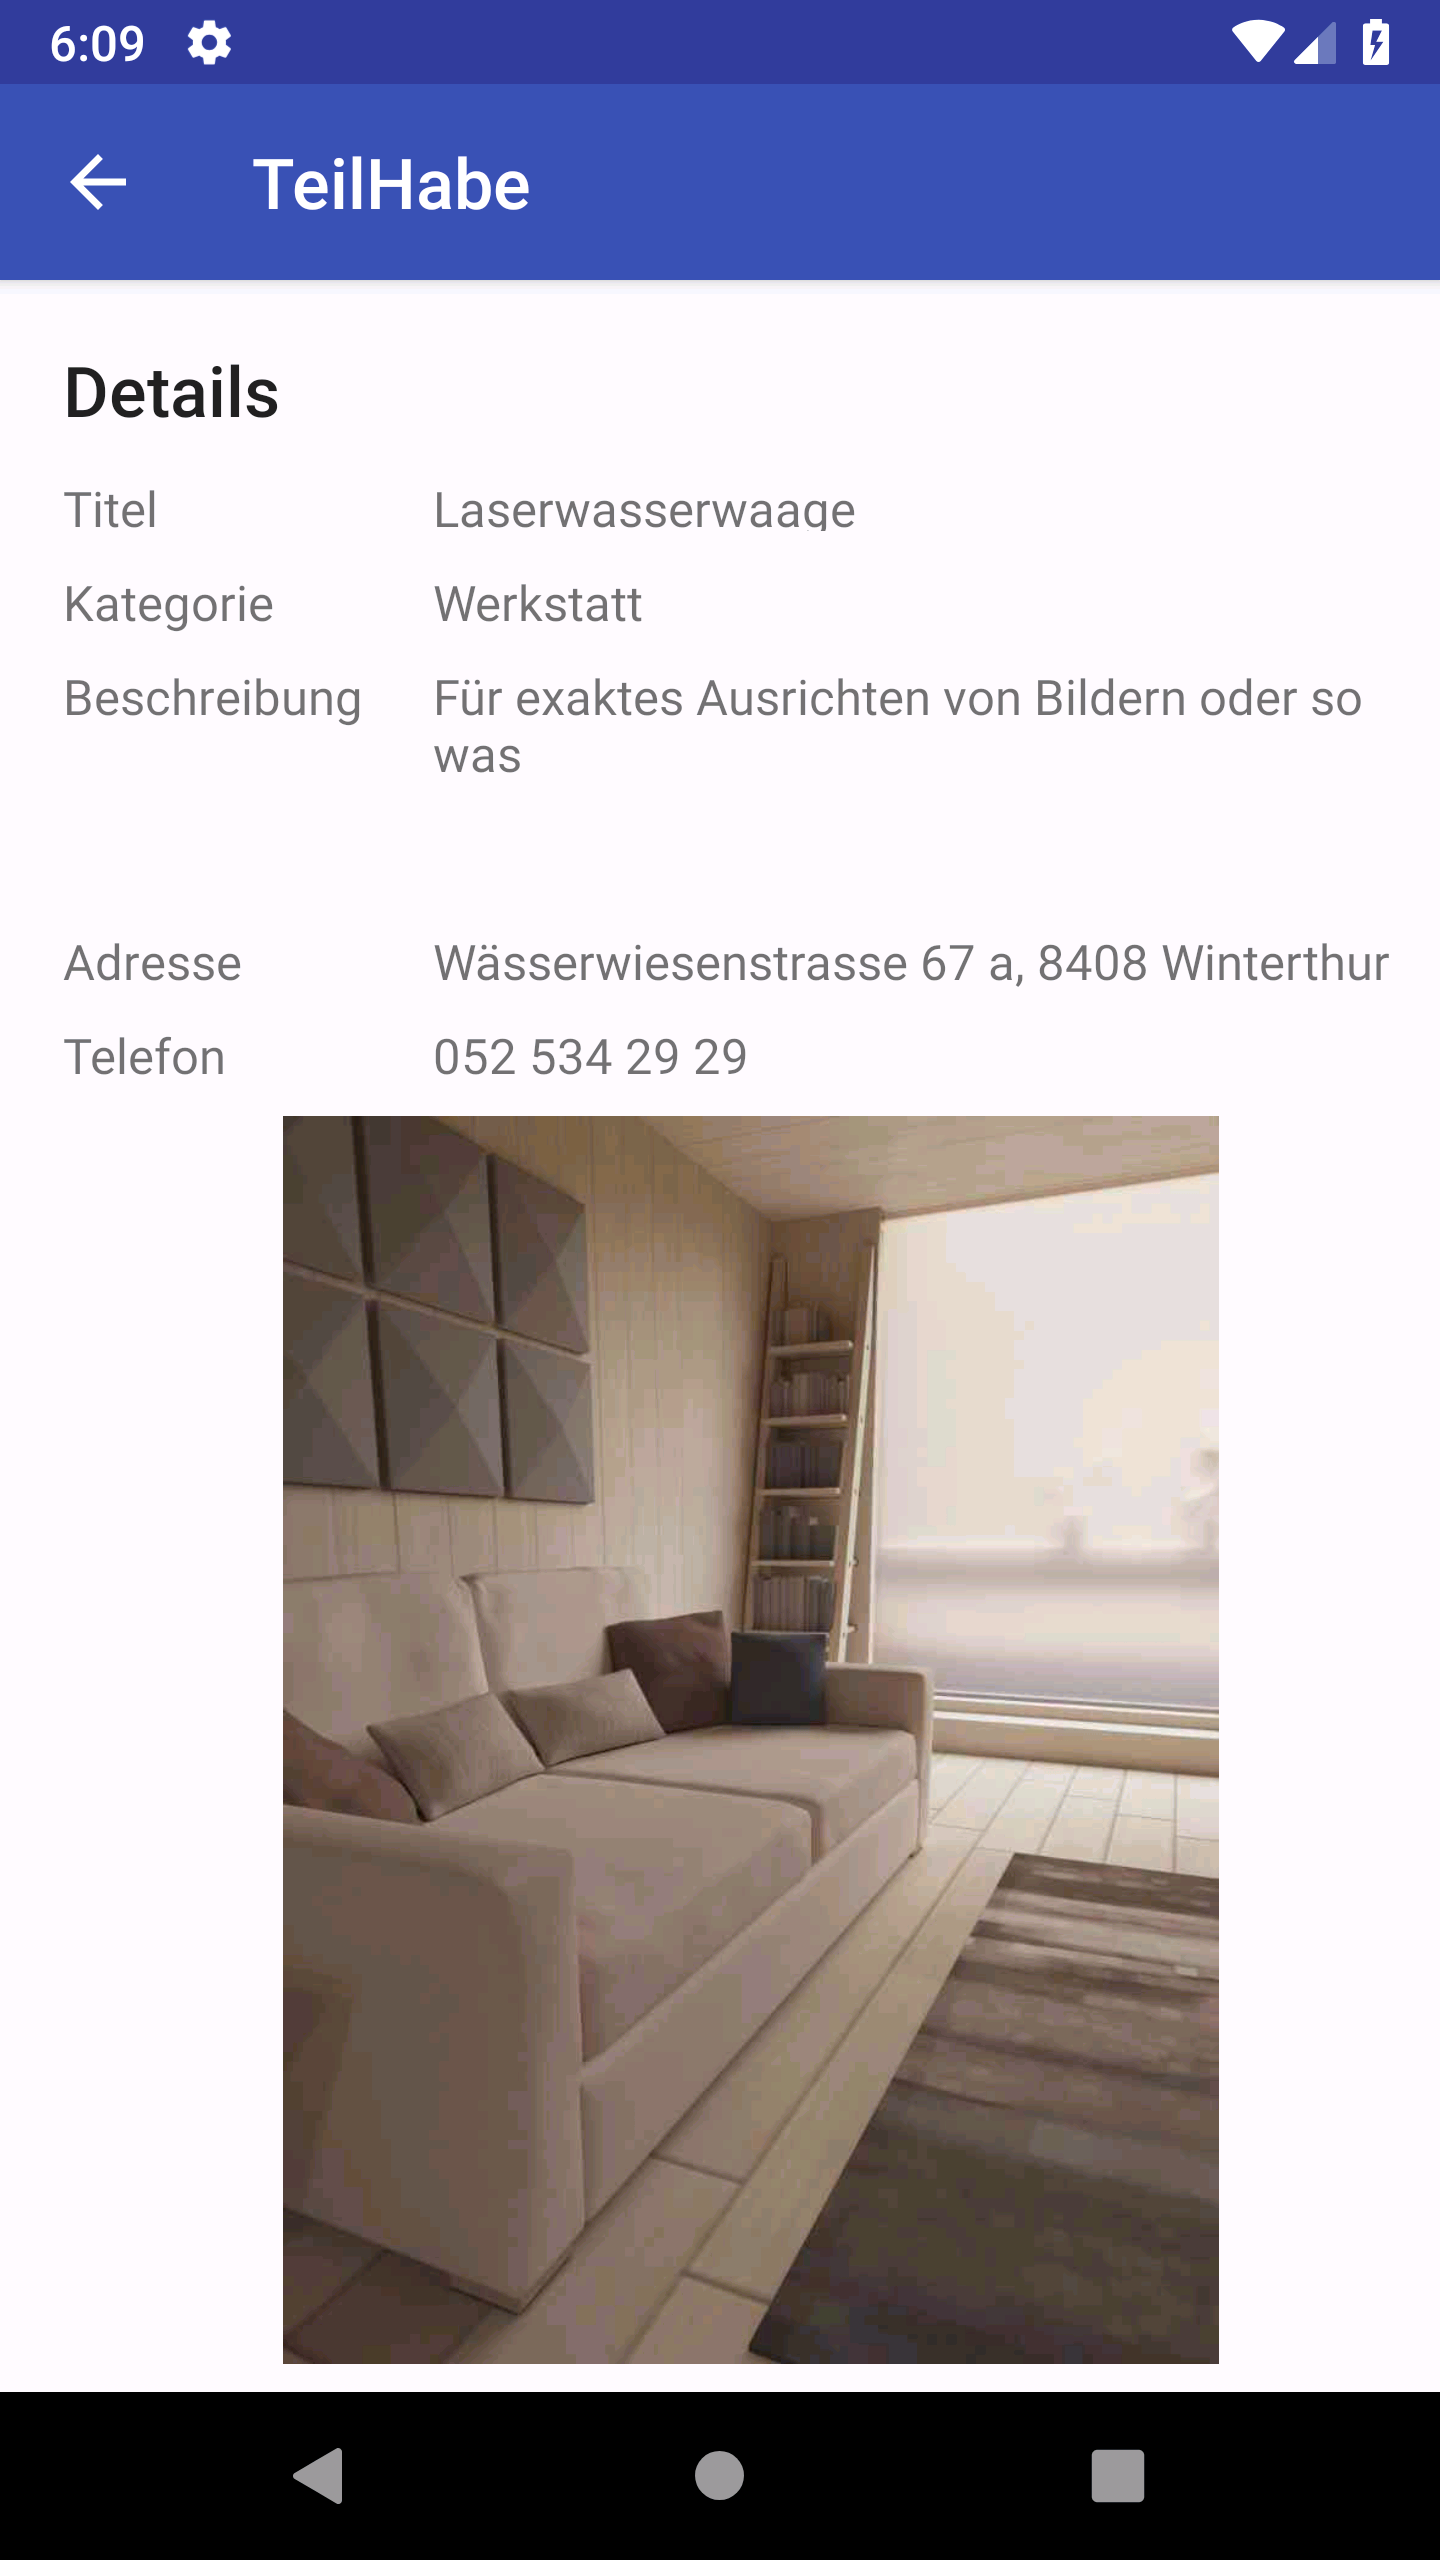 6:09
TeilHabe
Details
Titel Laserwasserwaage
Kategorie Werkstatt
Beschreibung Für exaktes Ausrichten von Bildern oder so
was
Adresse Wässerwiesenstrasse 67 a, 8408 Winterthur
Telefon 052 534 29 29